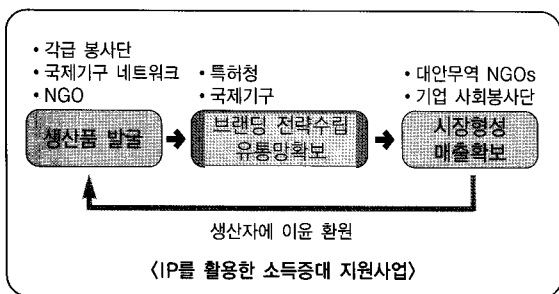 • 각급 봉사단
• 국제기구 네트워크
• NGO
생산품 발굴
• 특허청
• 국제기구
브랜딩 전략수립
유통망확보
• 대안무역 NGOs
• 기업 사회봉사단
시장형성
매출확보
생산자에 이윤 환원
〈IP를 활용한 소득증대 지원사업〉